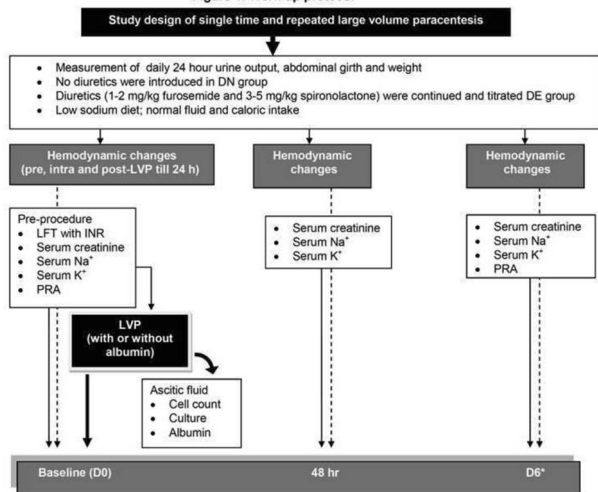 Study design of single time and repeated large volume paracentesis
• Measurement of daily 24 hour urine output, abdominal girth and weight
• No diuretics were introduced in DN group
• Diuretics (1-2 mg/kg furosemide and 3-5 mg/kg spironolactone) were continued and titrated DE group
• Low sodium diet; normal fluid and caloric intake
Hemodynamic changes
(pre, intra and post-LVP till 24 h)
Hemodynamic
changes
Hemodynamic
changes
Pre-procedure
• LFT with INR
• Serum creatinine
• Serum Na⁺
• Serum K⁺
• PRA
• Serum creatinine
• Serum Na⁺
• Serum K⁺
• Serum creatinine
• Serum Na⁺
• Serum K⁺
• PRA
LVP
(with or without
albumin)
Ascitic fluid
• Cell count
• Culture
• Albumin
Baseline (D0)
48 hr
D6*